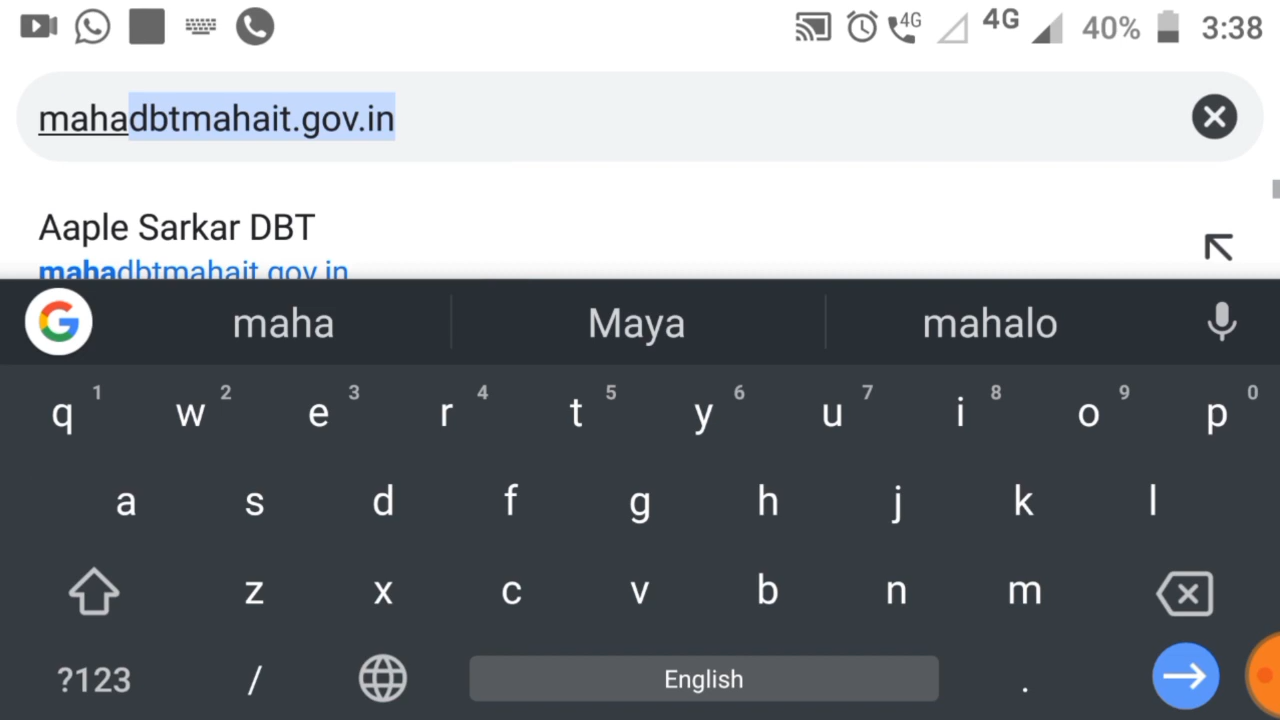 4G 4G 40% 3:38
mahadbtmahait.gov.in
Aaple Sarkar DBT
mahadbtmahait.gov.in
G maha Maya mahalo
1 2 3 4 5 6 7 8 9 0
q w e r t y u i o p
a s d f g h j k l
z x c v b n m
?123 / English .